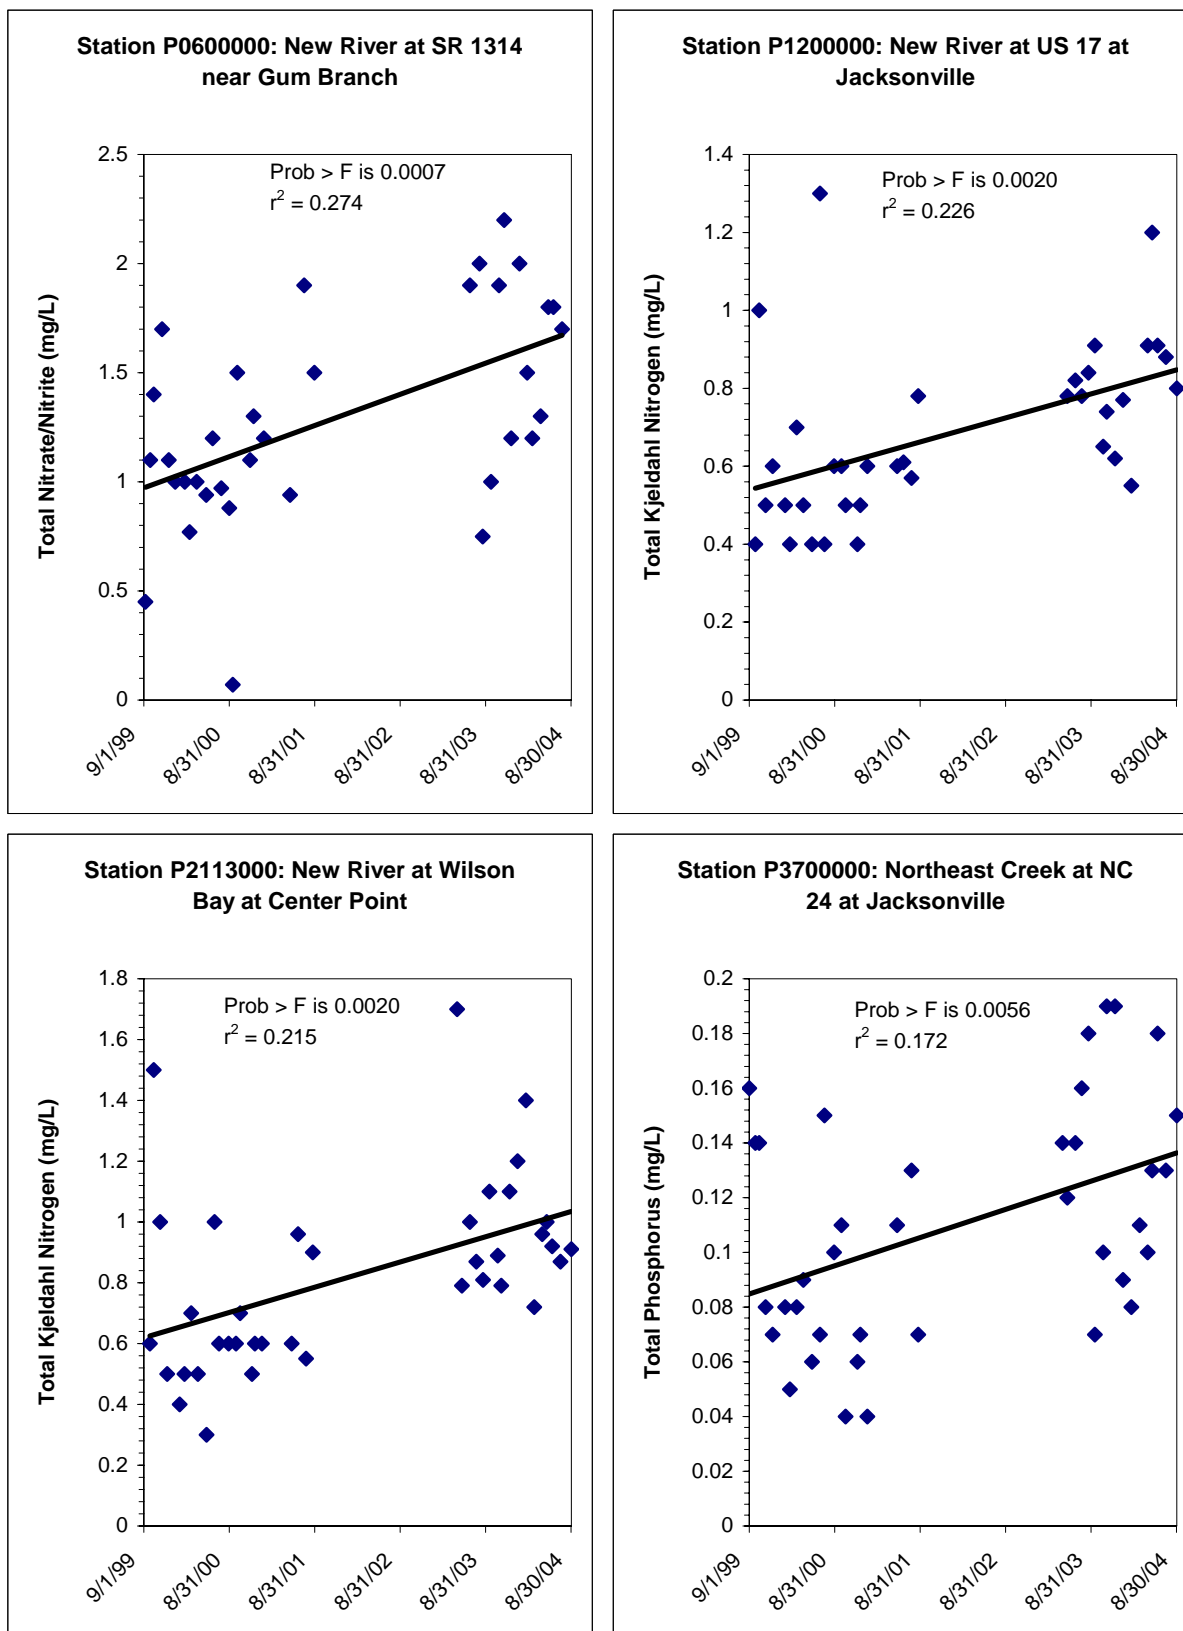 Station P0600000: New River at SR 1314
near Gum Branch
Prob > F is 0.0007
r² = 0.274
Total Nitrate/Nitrite (mg/L)
2.5
2
1.5
1
0.5
0
9/1/99
8/31/00
8/31/01
8/31/02
8/31/03
8/30/04
Station P1200000: New River at US 17 at
Jacksonville
Prob > F is 0.0020
r² = 0.226
Total Kjeldahl Nitrogen (mg/L)
1.4
1.2
1
0.8
0.6
0.4
0.2
0
9/1/99
8/31/00
8/31/01
8/31/02
8/31/03
8/30/04
Station P2113000: New River at Wilson
Bay at Center Point
Prob > F is 0.0020
r² = 0.215
Total Kjeldahl Nitrogen (mg/L)
1.8
1.6
1.4
1.2
1
0.8
0.6
0.4
0.2
0
9/1/99
8/31/00
8/31/01
8/31/02
8/31/03
8/30/04
Station P3700000: Northeast Creek at NC
24 at Jacksonville
Prob > F is 0.0056
r² = 0.172
Total Phosphorus (mg/L)
0.2
0.18
0.16
0.14
0.12
0.1
0.08
0.06
0.04
0.02
0
9/1/99
8/31/00
8/31/01
8/31/02
8/31/03
8/30/04